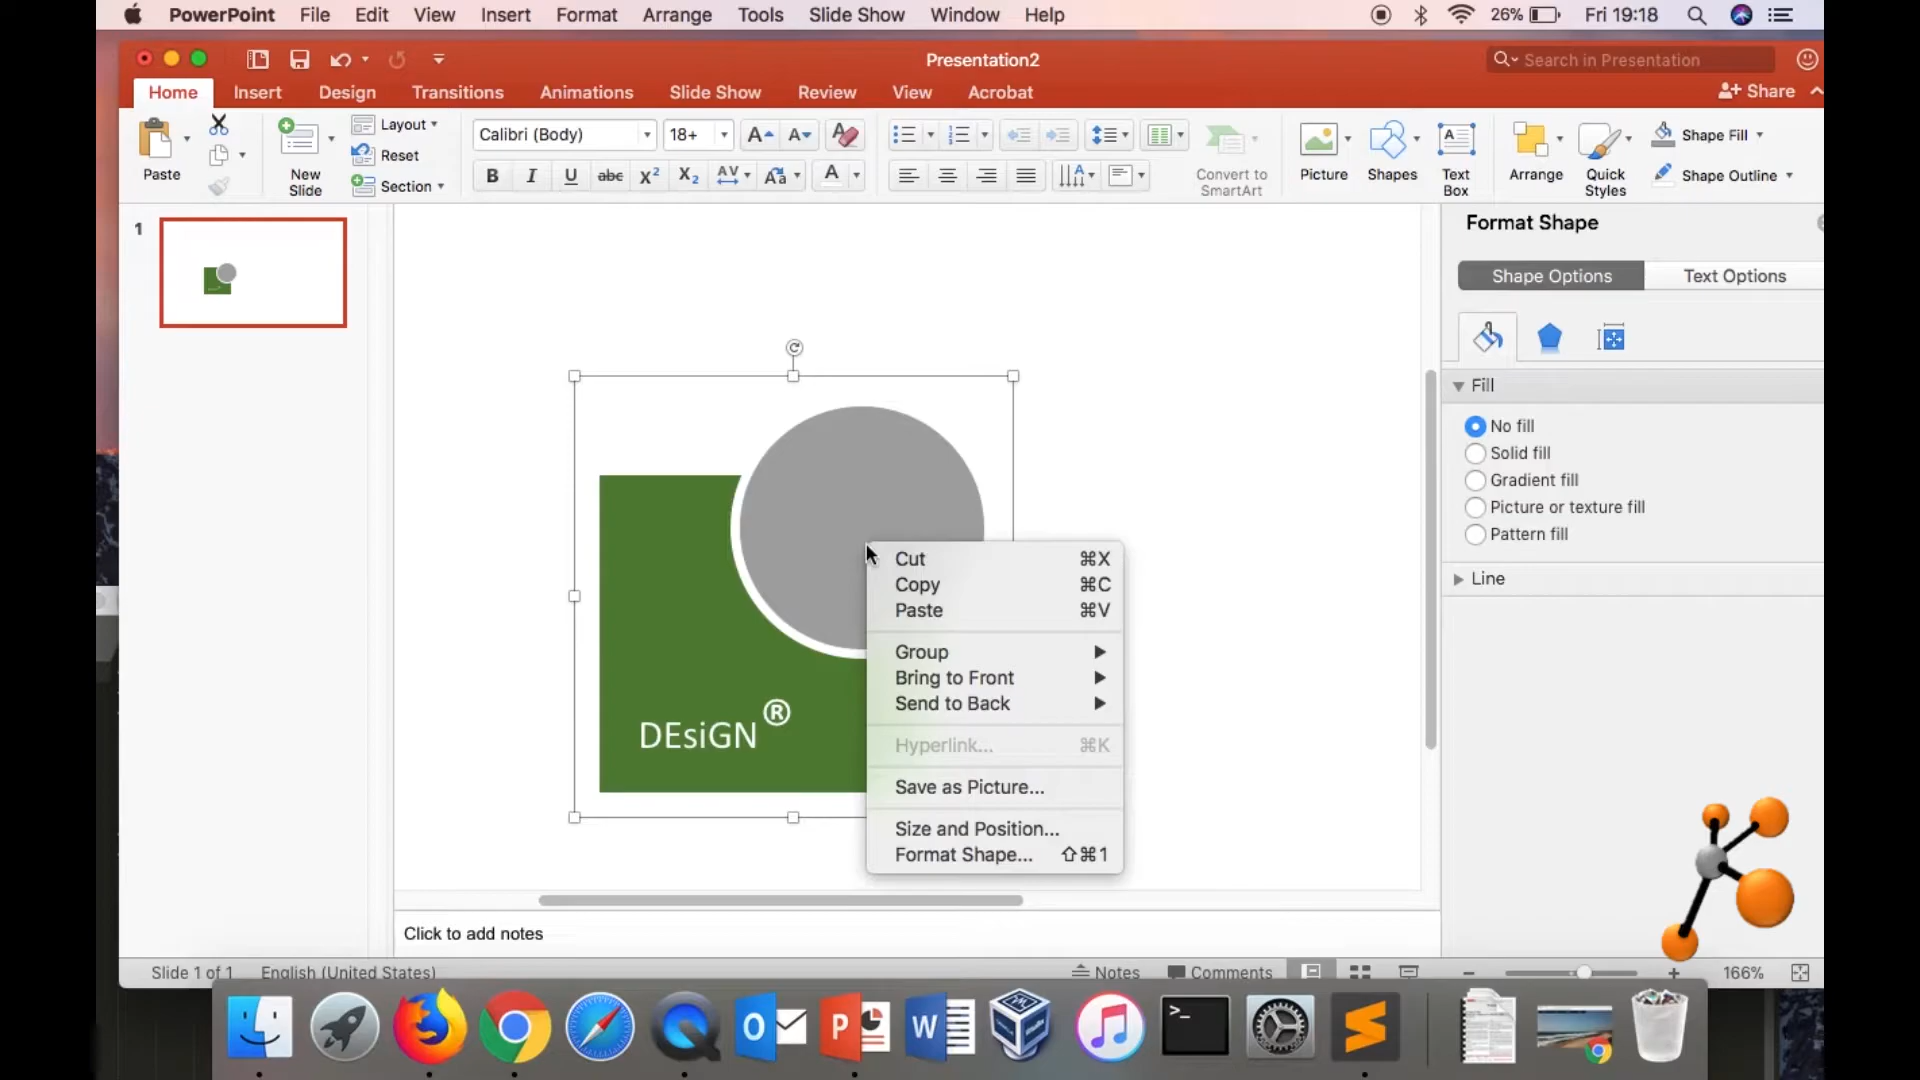 PowerPoint File Edit View Insert Format Arrange Tools Slide Show Window Help 26% Fri 19:18
Presentation2
Search in Presentation
Home Insert Design Transitions Animations Slide Show Review View Acrobat Share
Paste
New
Slide
Layout
Reset
Section
Calibri (Body) 18+
B I U abc X² X₂ AV Aa A
Convert to
SmartArt
Picture
Shapes
Text
Box
Arrange
Quick
Styles
Shape Fill
Shape Outline
1
DEsiGN ®
Cut ⌘X
Copy ⌘C
Paste ⌘V
Group
Bring to Front
Send to Back
Hyperlink... ⌘K
Save as Picture...
Size and Position...
Format Shape... ⇧⌘1
Format Shape
Shape Options Text Options
Fill
No fill
Solid fill
Gradient fill
Picture or texture fill
Pattern fill
Line
Click to add notes
Slide 1 of 1 English (United States) Notes Comments 166%